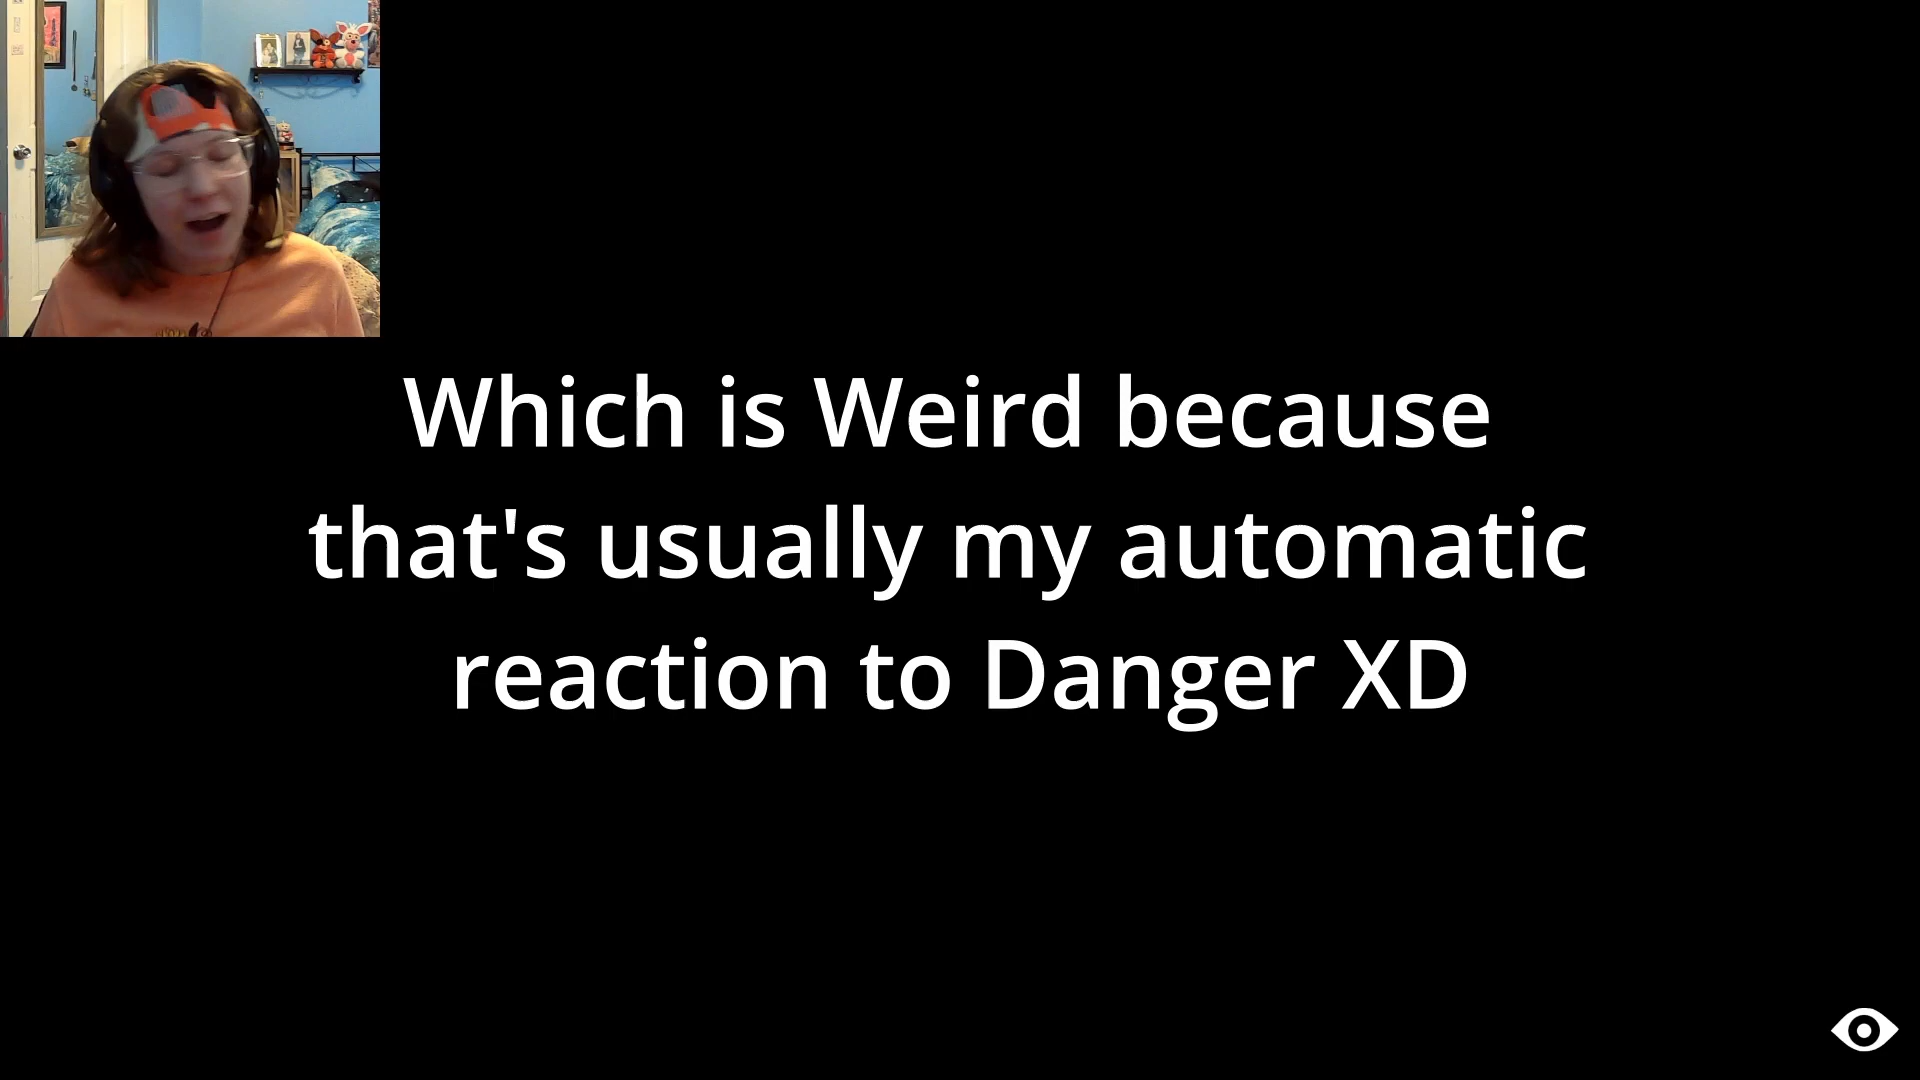 Which is Weird because
that's usually my automatic
reaction to Danger XD